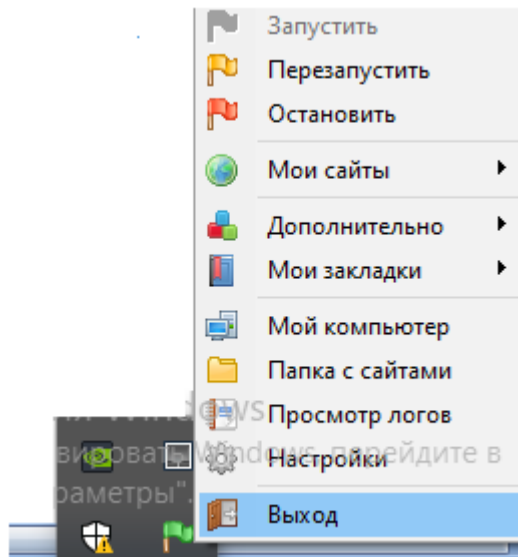 Запустить
Перезапустить
Остановить
Мои сайты
Дополнительно
Мои закладки
Мой компьютер
Папка с сайтами
Просмотр логов
Настройки
Выход
Windows
Windows, перейдите в
раметры".